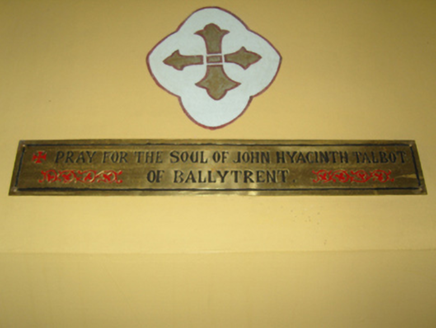 PRAY FOR THE SOUL OF JOHN HYACINTH TALBOT
OF BALLYTRENT